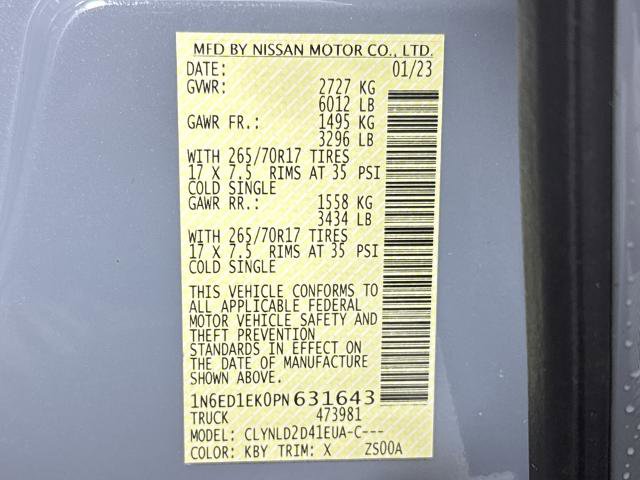 MFD BY NISSAN MOTOR CO., LTD.
DATE: 01/23
GVWR: 2727 KG
6012 LB
GAWR FR.: 1495 KG
3296 LB
WITH 265/70R17 TIRES
17 X 7.5 RIMS AT 35 PSI
COLD SINGLE
GAWR RR.: 1558 KG
3434 LB
WITH 265/70R17 TIRES
17 X 7.5 RIMS AT 35 PSI
COLD SINGLE
THIS VEHICLE CONFORMS TO
ALL APPLICABLE FEDERAL
MOTOR VEHICLE SAFETY AND
THEFT PREVENTION
STANDARDS IN EFFECT ON
THE DATE OF MANUFACTURE
SHOWN ABOVE.
1N6ED1EK0PN631643
TRUCK 473981
MODEL: CLYNLD2D41EUA-C---
COLOR: KBY TRIM: X ZS00A